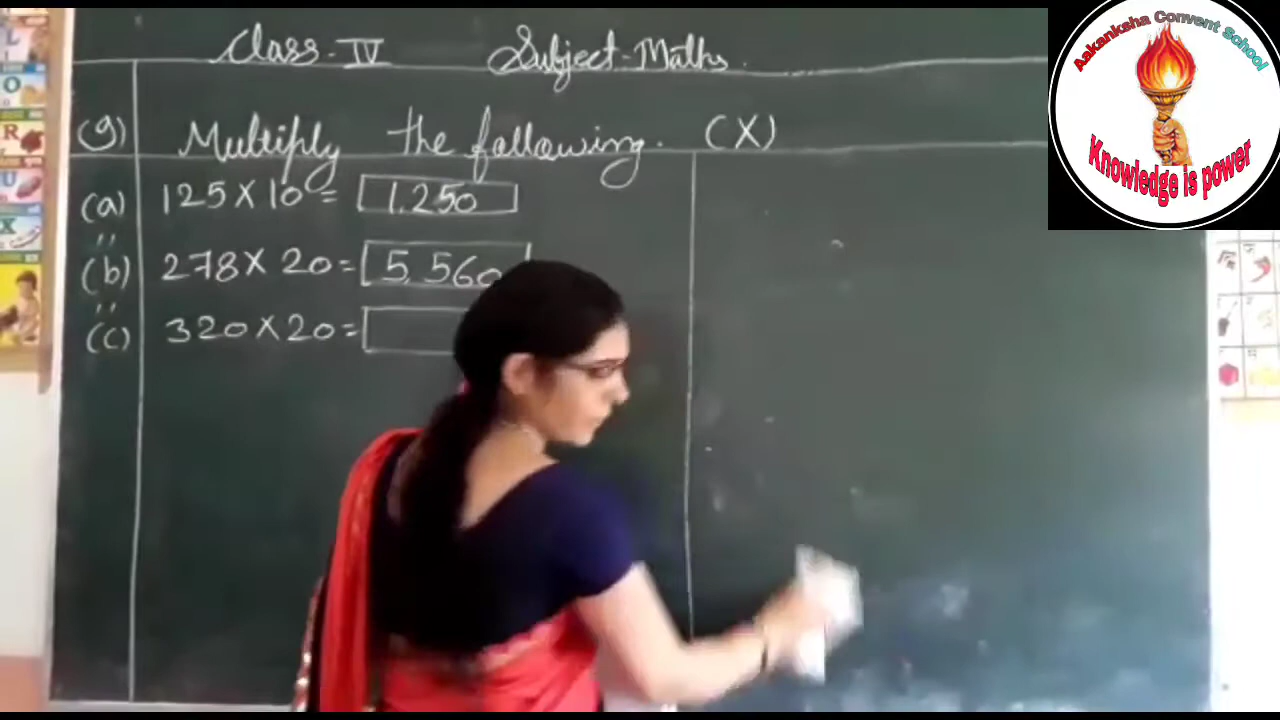 Class-IV Subject-Maths.
(9) Multiply the following. (X)
(a) 125 X 10 = 1,250
,,
(b) 278 X 20 = 5,560
,,
(c) 320 X 20 =
Aakanksha Convent School
Knowledge is power
L
O
R
U
X